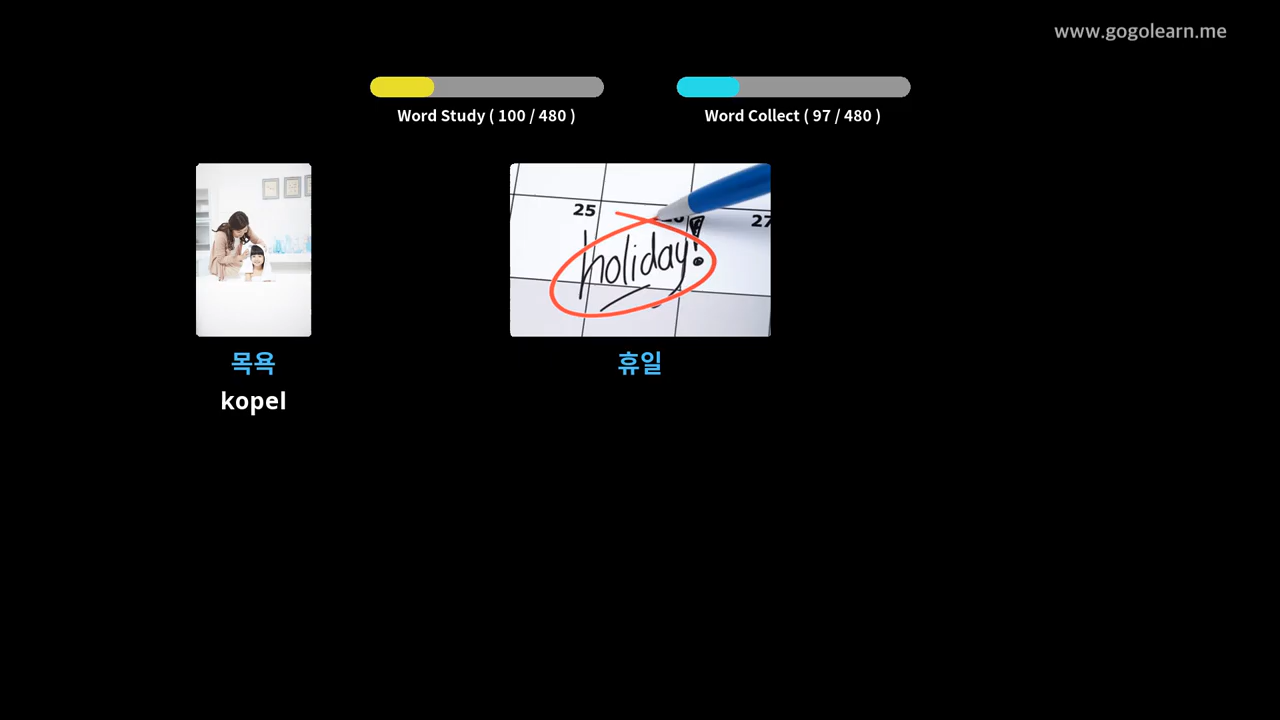 www.gogolearn.me
Word Study ( 100 / 480 )
Word Collect ( 97 / 480 )
25
27
holiday!
목욕
휴일
kopel